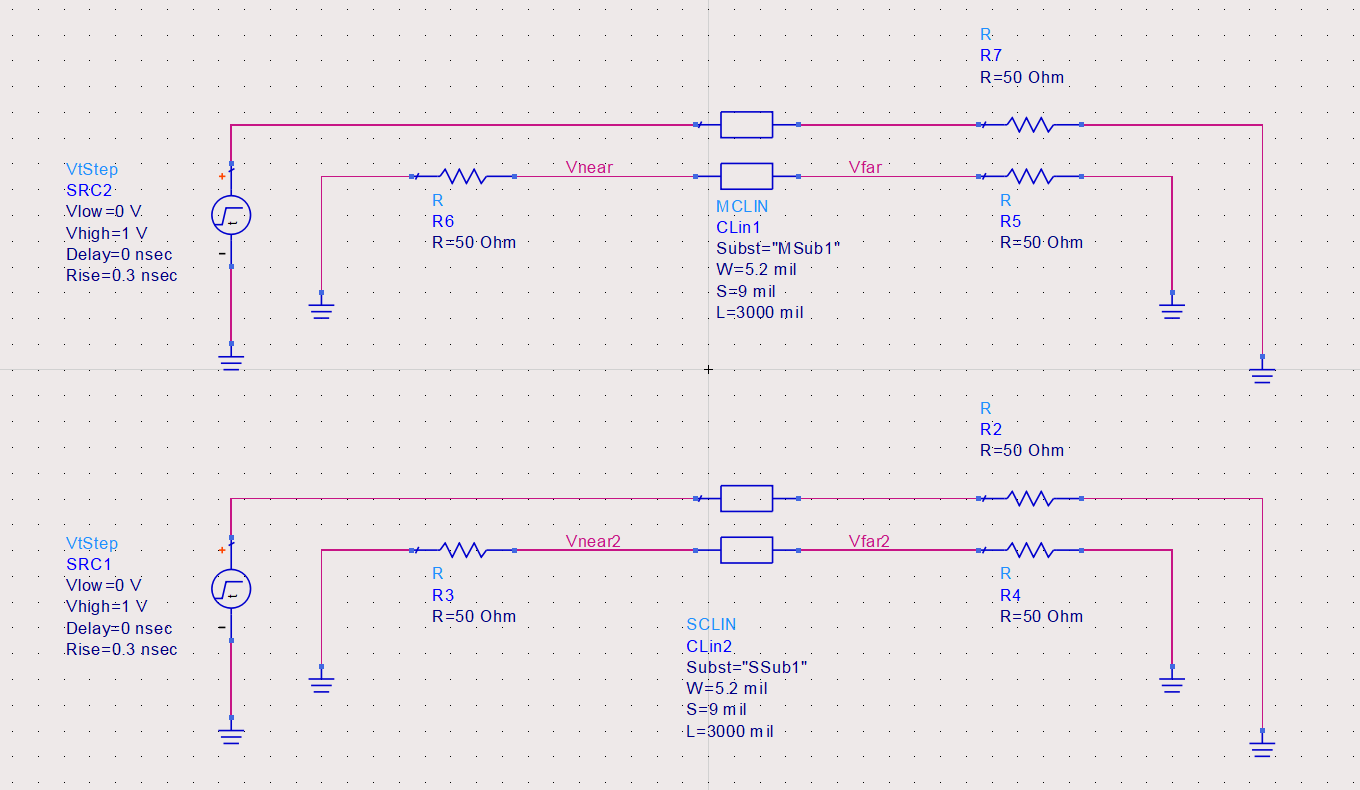 R
R7
R=50 Ohm
VtStep
SRC2
Vlow=0 V
Vhigh=1 V
Delay=0 nsec
Rise=0.3 nsec
+
-
t
Vnear
Vfar
R
R6
R=50 Ohm
MCLIN
CLin1
Subst="MSub1"
W=5.2 mil
S=9 mil
L=3000 mil
R
R5
R=50 Ohm
R
R2
R=50 Ohm
VtStep
SRC1
Vlow=0 V
Vhigh=1 V
Delay=0 nsec
Rise=0.3 nsec
+
-
t
Vnear2
Vfar2
R
R3
R=50 Ohm
SCLIN
CLin2
Subst="SSub1"
W=5.2 mil
S=9 mil
L=3000 mil
R
R4
R=50 Ohm